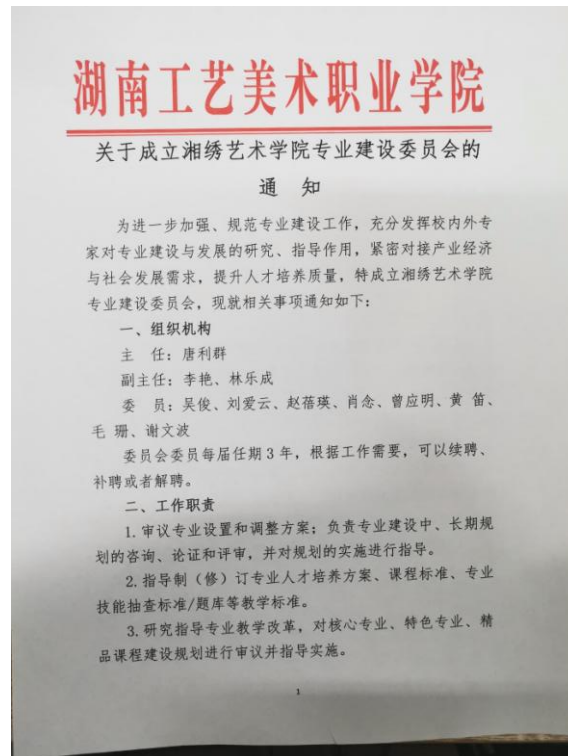 湖南工艺美术职业学院
关于成立湘绣艺术学院专业建设委员会的
通 知
为进一步加强、规范专业建设工作，充分发挥校内外专
家对专业建设与发展的研究、指导作用，紧密对接产业经济
与社会发展需求，提升人才培养质量，特成立湘绣艺术学院
专业建设委员会，现就相关事项通知如下：
一、组织机构
主 任：唐利群
副主任：李艳、林乐成
委 员：吴俊、刘爱云、赵蓓瑛、肖念、曾应明、黄 笛、
毛 珊、谢文波
委员会委员每届任期 3 年，根据工作需要，可以续聘、
补聘或者解聘。
二、工作职责
1.审议专业设置和调整方案；负责专业建设中、长期规
划的咨询、论证和评审，并对规划的实施进行指导。
2.指导制（修）订专业人才培养方案、课程标准、专业
技能抽查标准/题库等教学标准。
3.研究指导专业教学改革，对核心专业、特色专业、精
品课程建设规划进行审议并指导实施。
1